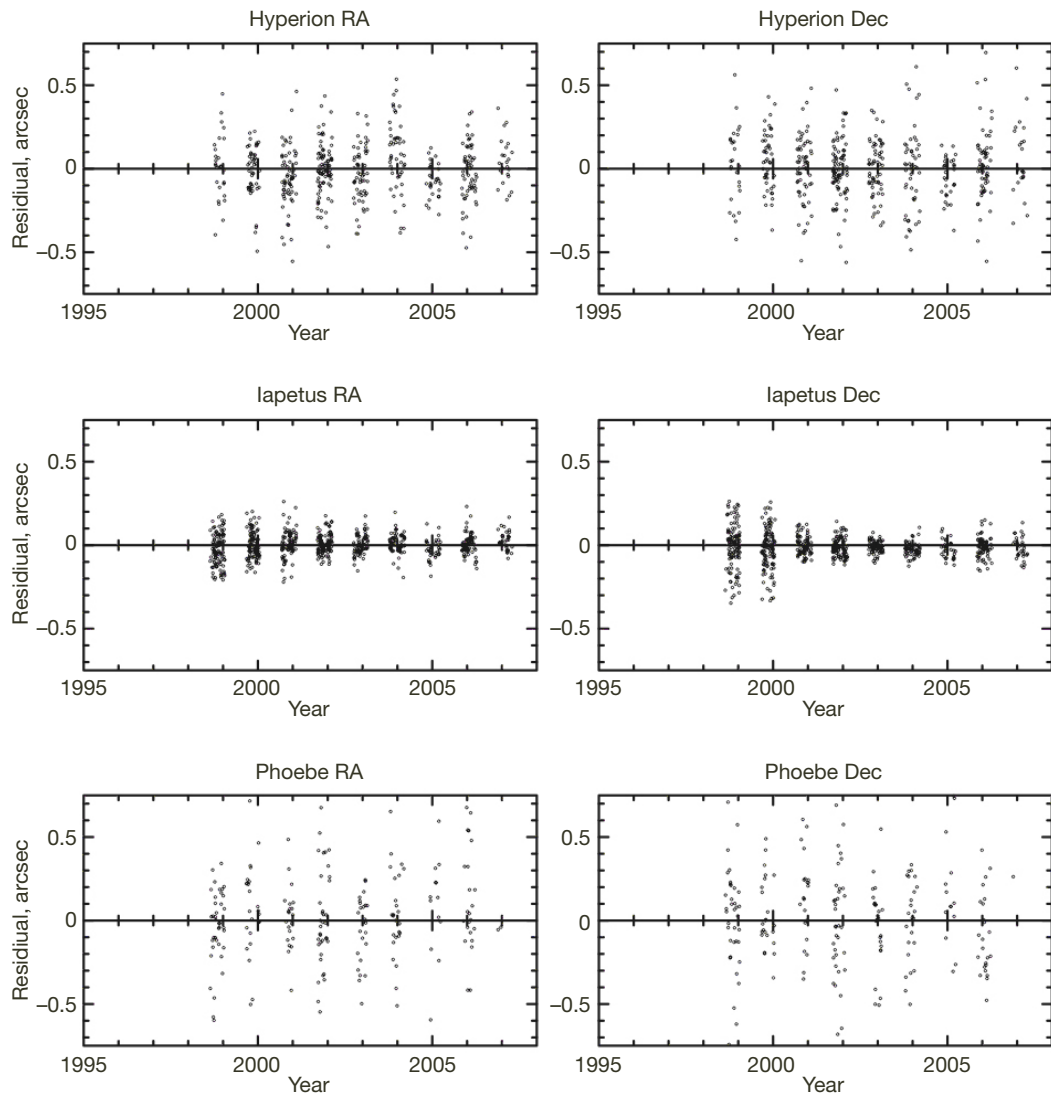 Hyperion RA
Hyperion Dec
Residiual, arcsec
0.5
0
−0.5
1995
2000
2005
Year
0.5
0
−0.5
1995
2000
2005
Year
Iapetus RA
Iapetus Dec
Residiual, arcsec
0.5
0
−0.5
1995
2000
2005
Year
0.5
0
−0.5
1995
2000
2005
Year
Phoebe RA
Phoebe Dec
Residiual, arcsec
0.5
0
−0.5
1995
2000
2005
Year
0.5
0
−0.5
1995
2000
2005
Year